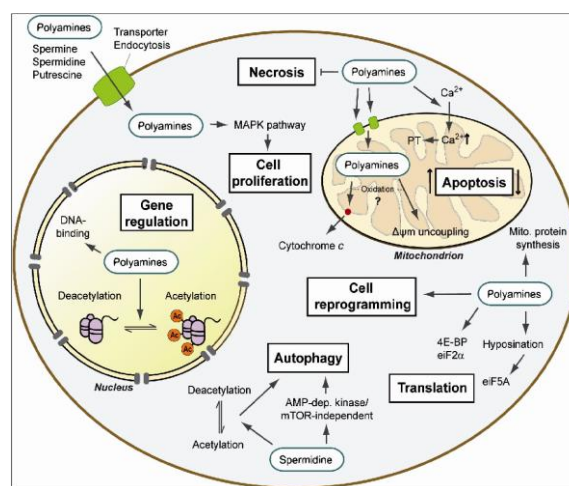 Polyamines
Spermine
Spermidine
Putrescine
Transporter
Endocytosis
Polyamines
MAPK pathway
Cell
proliferation
Necrosis
Polyamines
Ca2+
PT
Ca2+
Polyamines
Oxidation
?
Apoptosis
Cytochrome c
Δψm uncoupling
Mitochondrion
Gene
regulation
DNA-
binding
Polyamines
Deacetylation
Acetylation
Ac
Ac
Ac
Nucleus
Mito. protein
synthesis
Cell
reprogramming
Polyamines
4E-BP
eiF2α
Hyposination
eiF5A
Translation
Autophagy
Deacetylation
Acetylation
AMP-dep. kinase/
mTOR-independent
Spermidine